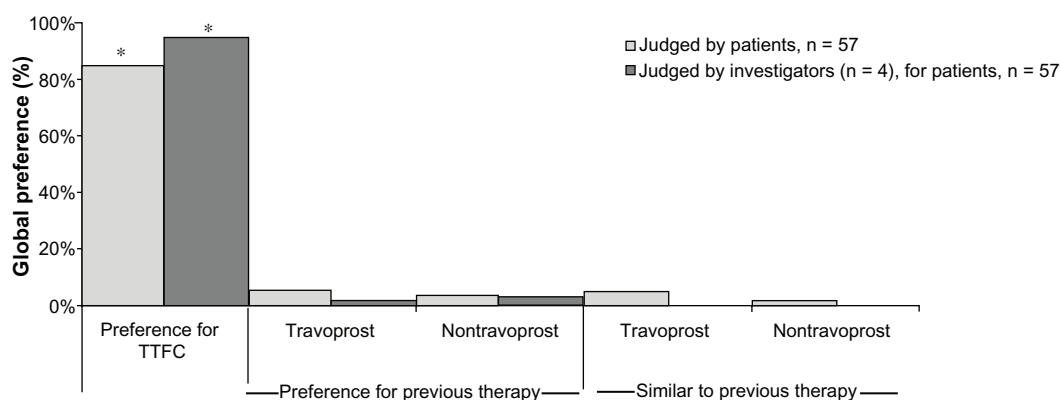 Global preference (%)
100%
80%
60%
40%
20%
0%
*
*
Judged by patients, n = 57
Judged by investigators (n = 4), for patients, n = 57
Preference for
TTFC
Travoprost
Nontravoprost
Travoprost
Nontravoprost
Preference for previous therapy
Similar to previous therapy